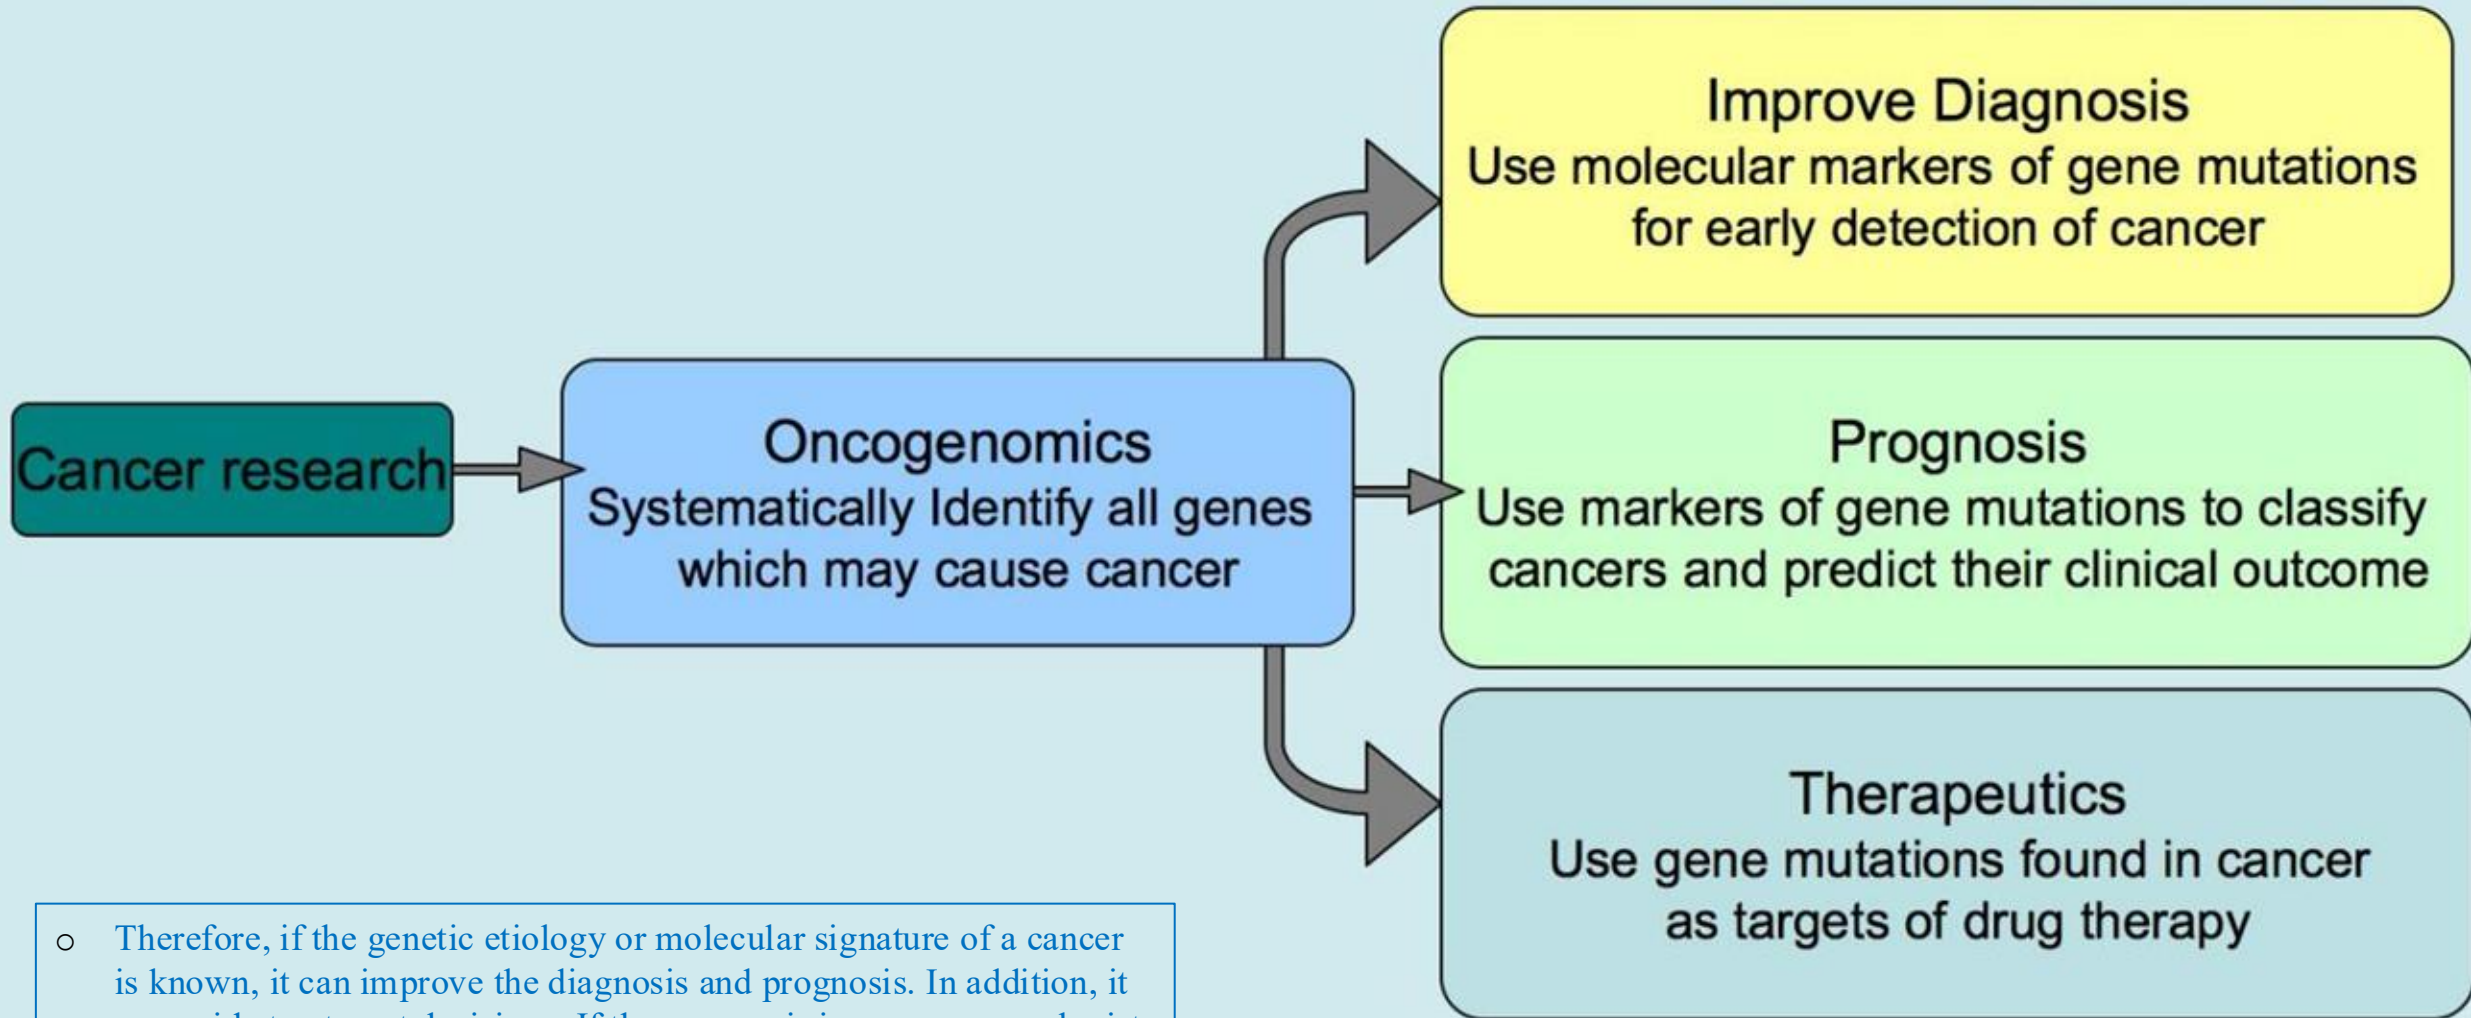 Improve Diagnosis
Use molecular markers of gene mutations
for early detection of cancer
Cancer research
Oncogenomics
Systematically Identify all genes
which may cause cancer
Prognosis
Use markers of gene mutations to classify
cancers and predict their clinical outcome
Therapeutics
Use gene mutations found in cancer
as targets of drug therapy
o Therefore, if the genetic etiology or molecular signature of a cancer
is known, it can improve the diagnosis and prognosis. In addition, it